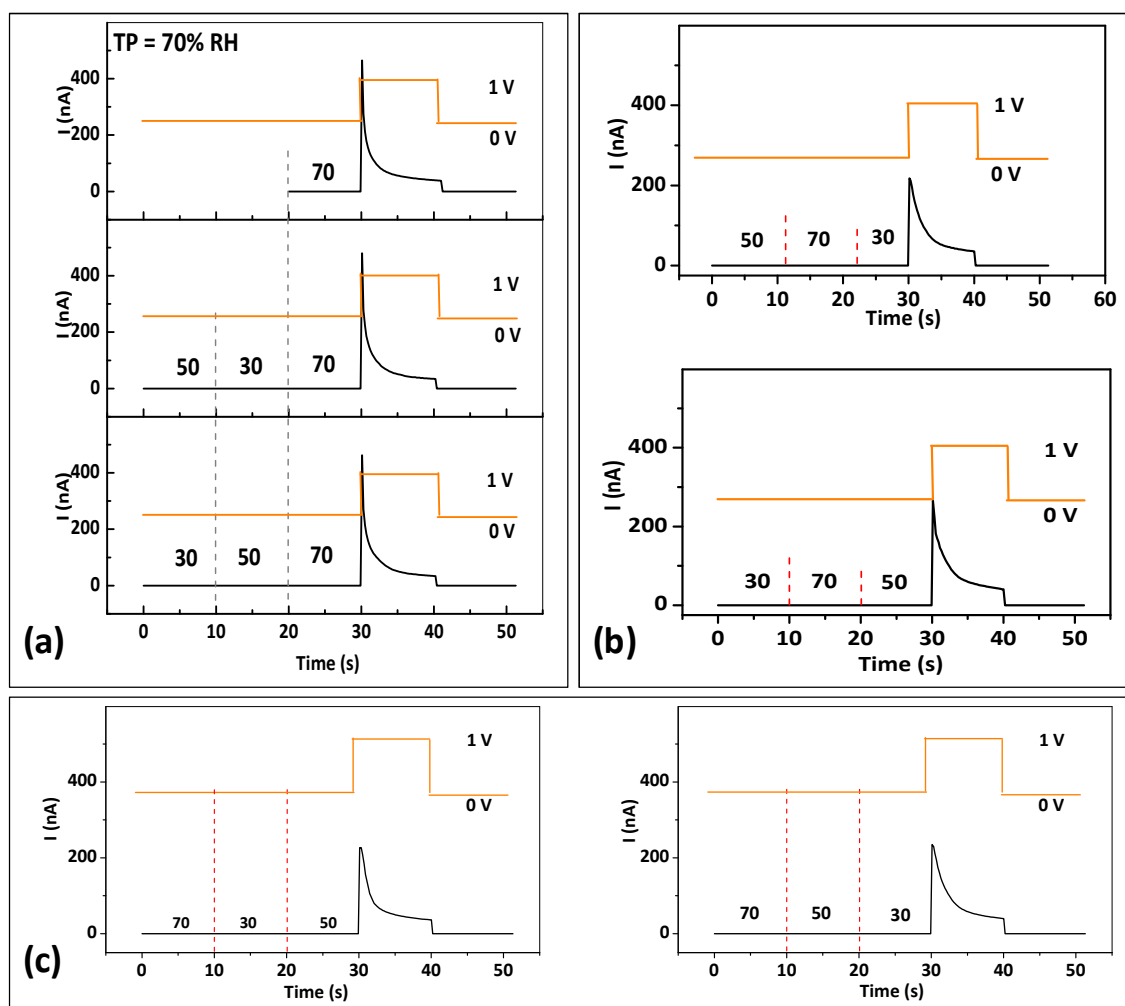 TP = 70% RH
400
200
0
I (nA)
1 V
0 V
70
400
200
0
I (nA)
1 V
0 V
50 30 70
400
200
0
I (nA)
1 V
0 V
30 50 70
0 10 20 30 40 50
Time (s)
(a)
400
200
0
I (nA)
1 V
0 V
50 70 30
0 10 20 30 40 50 60
Time (s)
400
200
0
I (nA)
1 V
0 V
30 70 50
0 10 20 30 40 50
Time (s)
(b)
400
200
0
I (nA)
1 V
0 V
70 30 50
0 10 20 30 40 50
Time (s)
400
200
0
I (nA)
1 V
0 V
70 50 30
0 10 20 30 40 50
Time (s)
(c)